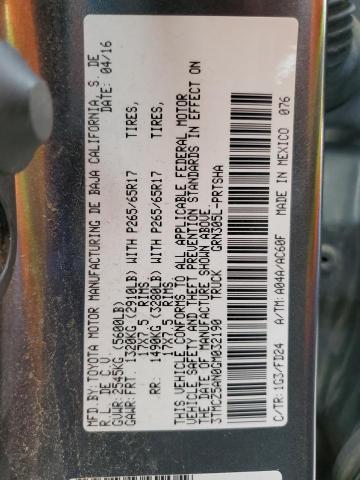 MFD. BY:TOYOTA MOTOR MANUFACTURING DE BAJA CALIFORNIA, S. DE
R. L. DE C.V. DATE: 04/16
GVWR: 2545KG (5600LB)
GAWR: FRT. 1320KG (2910LB) WITH P265/65R17 TIRES,
17X7.5 RIMS
RR. 1490KG (3280LB) WITH P265/65R17 TIRES,
17X7.5 RIMS
THIS VEHICLE CONFORMS TO ALL APPLICABLE FEDERAL MOTOR
VEHICLE SAFETY AND THEFT PREVENTION STANDARDS IN EFFECT ON
THE DATE OF MANUFACTURE SHOWN ABOVE.
3TMCZ5AN0GM032190 TRUCK GRN305L-PRTSHA
C/TR: 1G3/FD24 A/TM: A04A/AC60F MADE IN MEXICO 076